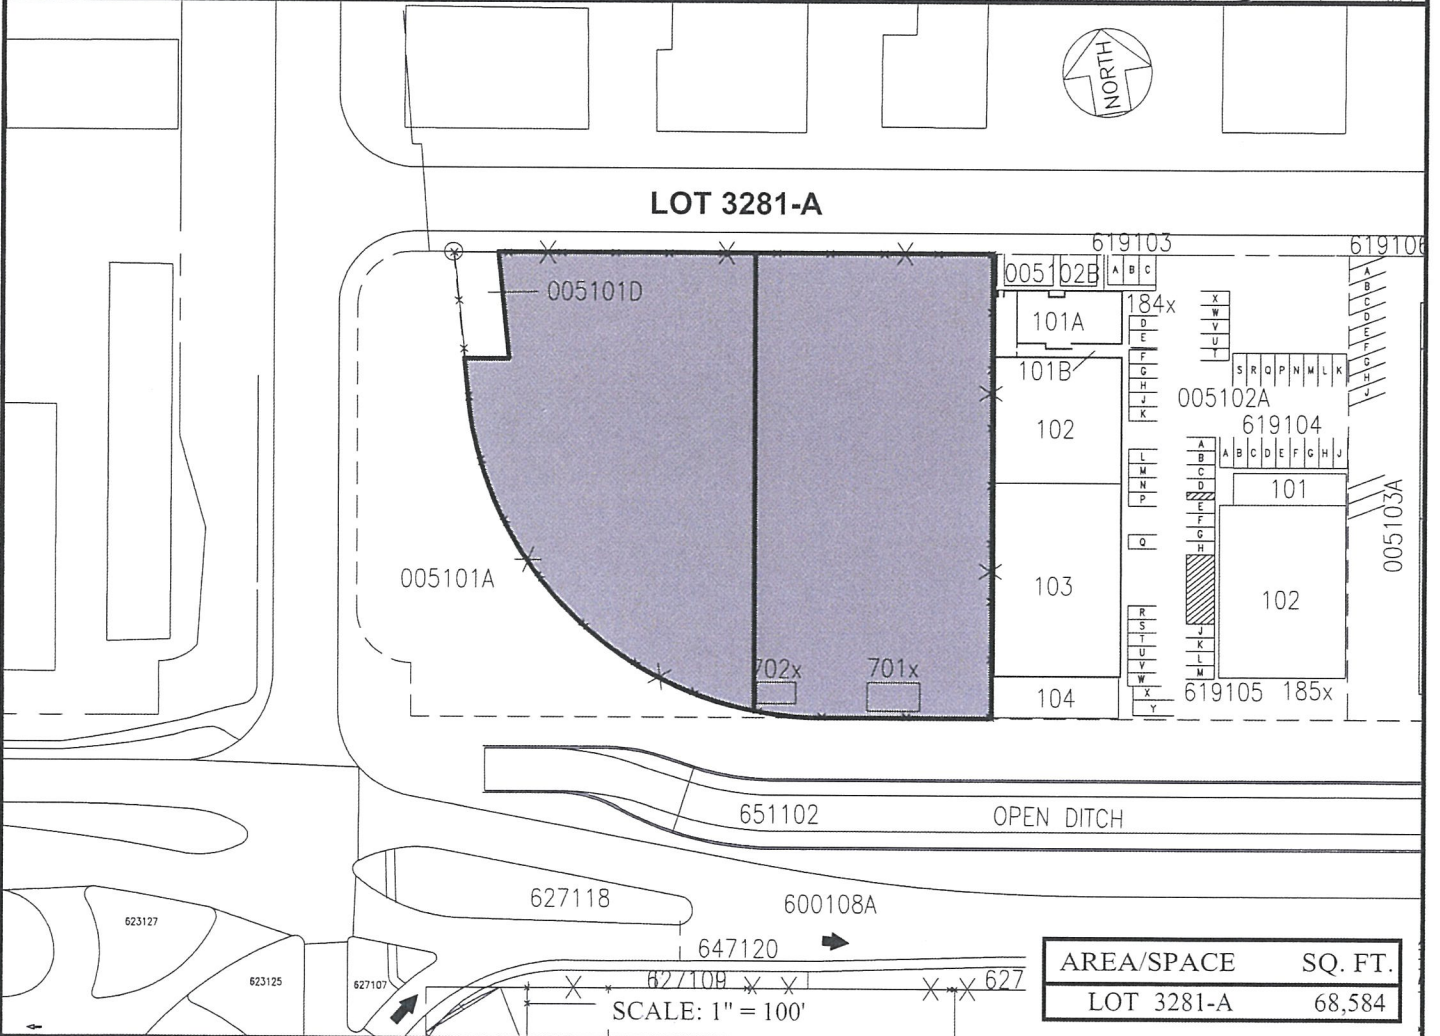 NORTH
LOT 3281-A
619103
619106
005102B
A B C
005101D
184x
101A
101B
X
W
V
U
T
A
B
C
D
E
F
G
H
J
D
E
F
G
H
J
K
S R Q P N M L K
005102A
102
619104
A B C D E F G H J
L
M
N
P
A
B
C
D
E
F
G
H
101
005103A
Q
005101A
103
102
R
S
T
U
V
W
X
Y
J
K
L
M
702x
701x
104
619105
185x
651102
OPEN DITCH
627118
600108A
623127
647120
623125
627107
627109
627
SCALE: 1" = 100'
AREA/SPACE SQ. FT.
LOT 3281-A 68,584